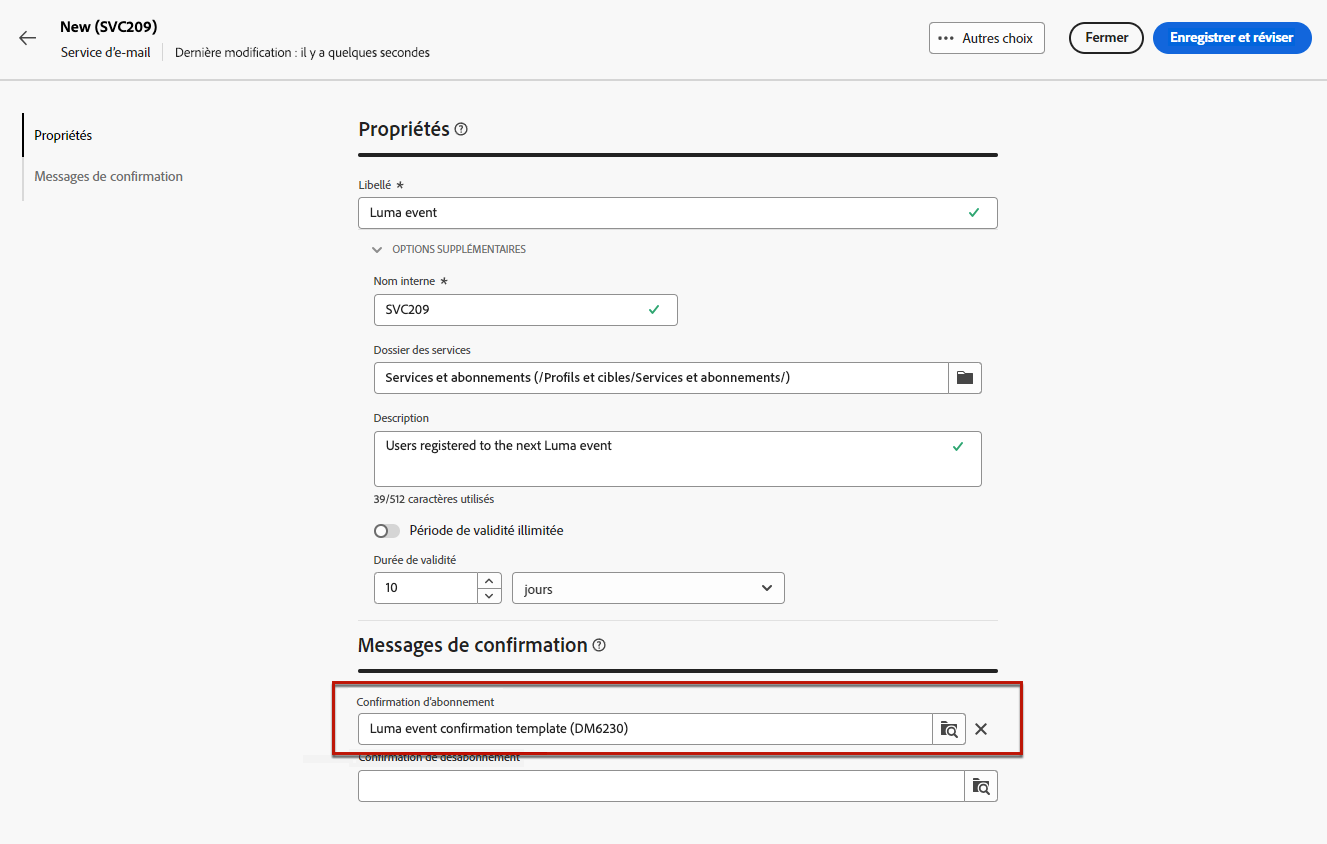 New (SVC209)
Service d'e-mail
Dernière modification : il y a quelques secondes
Autres choix
Fermer
Enregistrer et réviser
Propriétés
Messages de confirmation
Propriétés
Libellé *
Luma event
OPTIONS SUPPLÉMENTAIRES
Nom interne *
SVC209
Dossier des services
Services et abonnements (/Profils et cibles/Services et abonnements/)
Description
Users registered to the next Luma event
39/512 caractères utilisés
Période de validité illimitée
Durée de validité
10
jours
Messages de confirmation
Confirmation d'abonnement
Luma event confirmation template (DM6230)
Confirmation de désabonnement